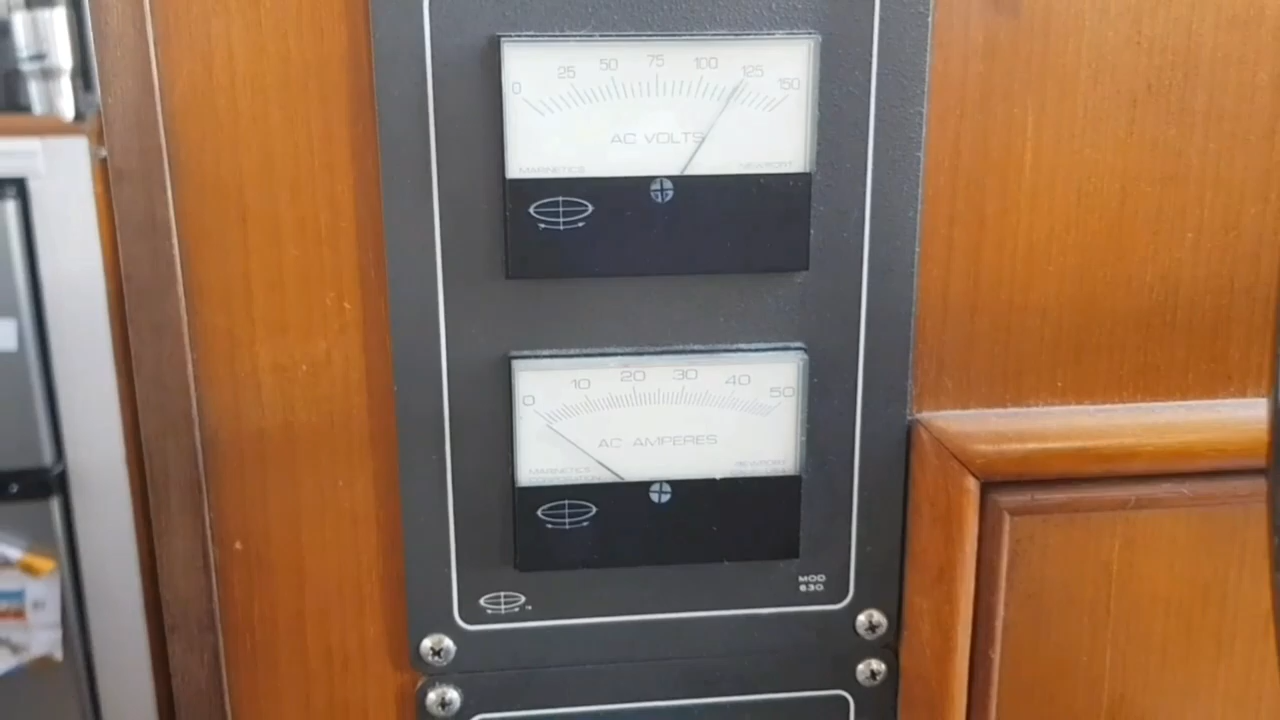 0 25 50 75 100 125 150
AC VOLTS
MARINETICS NEWPORT
0 10 20 30 40 50
AC AMPERES
MARINETICS NEWPORT
CORPORATION
MOD
630